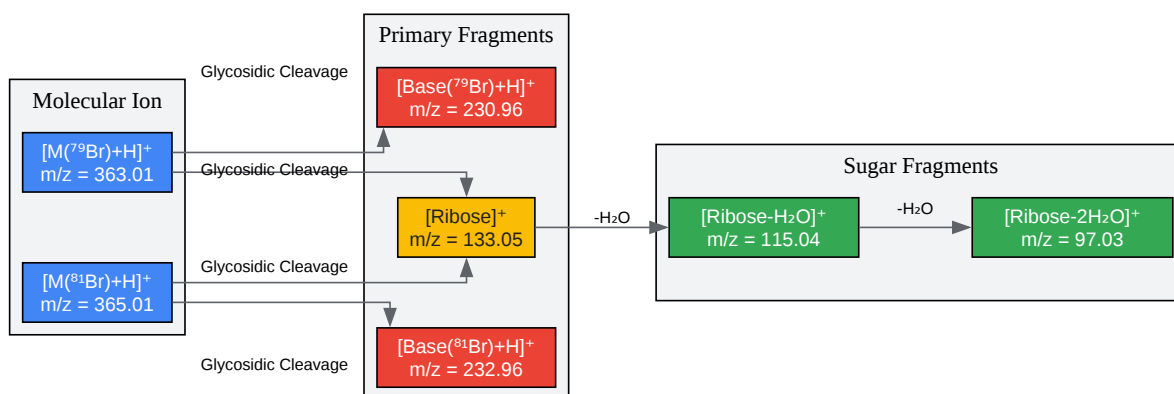 Molecular Ion
[M(⁷⁹Br)+H]⁺
m/z = 363.01
[M(⁸¹Br)+H]⁺
m/z = 365.01
Glycosidic Cleavage
Glycosidic Cleavage
Glycosidic Cleavage
Glycosidic Cleavage
Primary Fragments
[Base(⁷⁹Br)+H]⁺
m/z = 230.96
[Ribose]⁺
m/z = 133.05
[Base(⁸¹Br)+H]⁺
m/z = 232.96
-H₂O
Sugar Fragments
[Ribose-H₂O]⁺
m/z = 115.04
-H₂O
[Ribose-2H₂O]⁺
m/z = 97.03